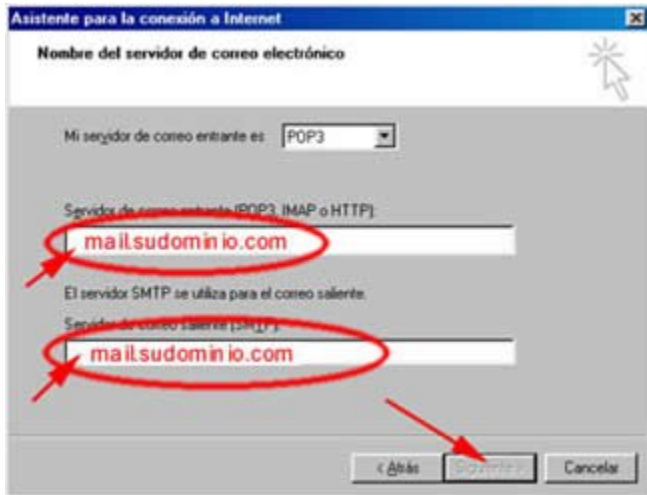 Asistente para la conexión a Internet
Nombre del servidor de correo electrónico
Mi servidor de correo entrante es POP3
Servidor de correo entrante (POP3, IMAP o HTTP):
mail.sudominio.com
El servidor SMTP se utiliza para el correo saliente.
Servidor de correo saliente (SMTP):
mail.sudominio.com
< Atrás Siguiente > Cancelar